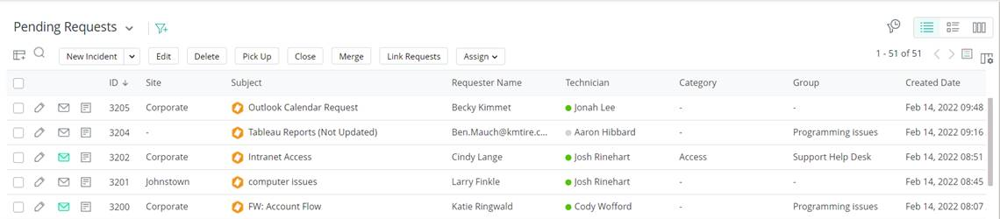 Pending Requests
New Incident Edit Delete Pick Up Close Merge Link Requests Assign 1 - 51 of 51
ID Site Subject Requester Name Technician Category Group Created Date
3205 Corporate Outlook Calendar Request Becky Kimmet Jonah Lee - - Feb 14, 2022 09:48
3204 - Tableau Reports (Not Updated) Ben.Mauch@kmtire.c... Aaron Hibbard - Programming issues Feb 14, 2022 09:16
3202 Corporate Intranet Access Cindy Lange Josh Rinehart Access Support Help Desk Feb 14, 2022 08:51
3201 Johnstown computer issues Larry Finkle Josh Rinehart - - Feb 14, 2022 08:45
3200 Corporate FW: Account Flow Katie Ringwald Cody Wofford - Programming issues Feb 14, 2022 08:07